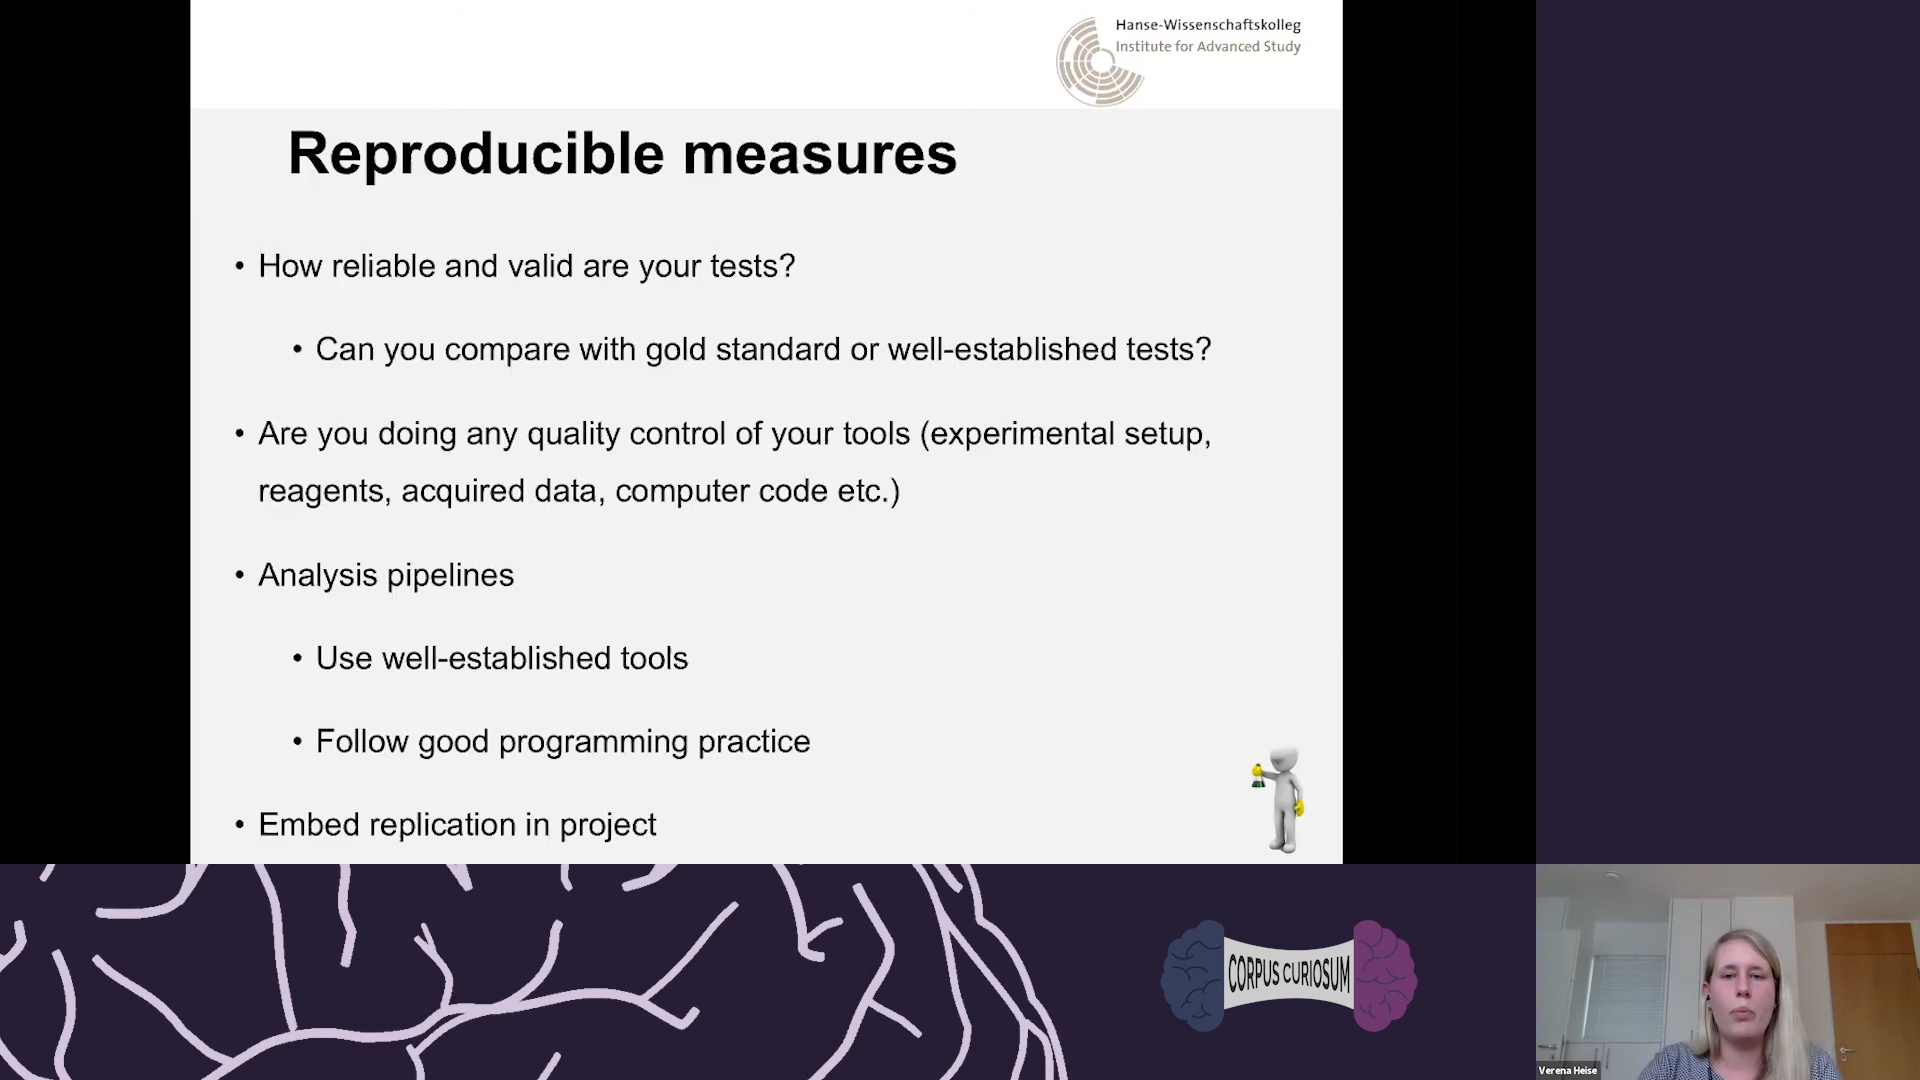 Hanse-Wissenschaftskolleg
Institute for Advanced Study
Reproducible measures
• How reliable and valid are your tests?
• Can you compare with gold standard or well-established tests?
• Are you doing any quality control of your tools (experimental setup,
reagents, acquired data, computer code etc.)
• Analysis pipelines
• Use well-established tools
• Follow good programming practice
• Embed replication in project
CORPUS CURIOSUM
Verena Heise